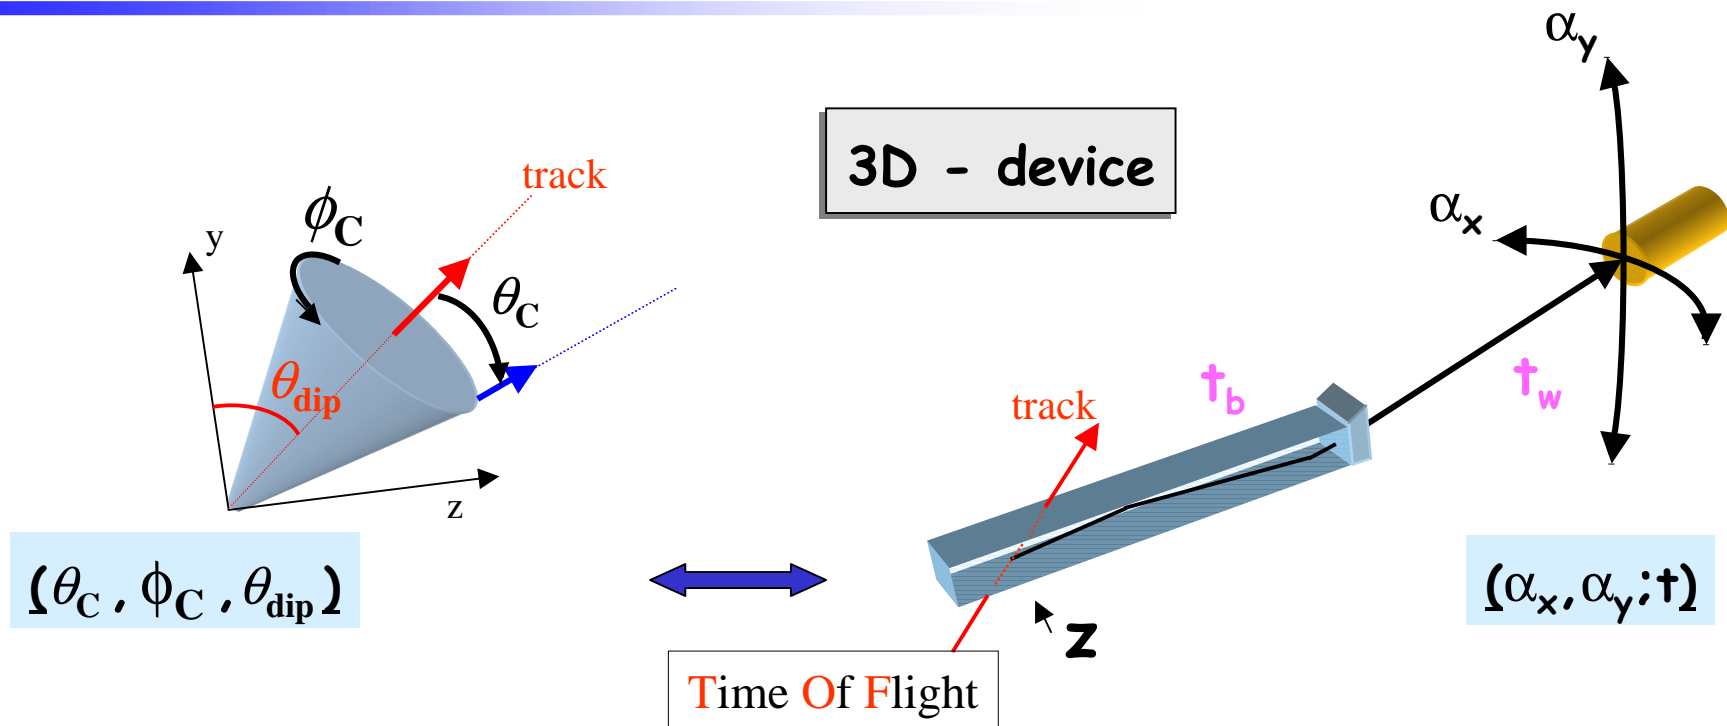 3D - device
track
ϕC
y
θC
θdip
z
(θC , ϕC , θdip)
αy
αx
tw
tb
track
z
(αx, αy; t)
Time Of Flight